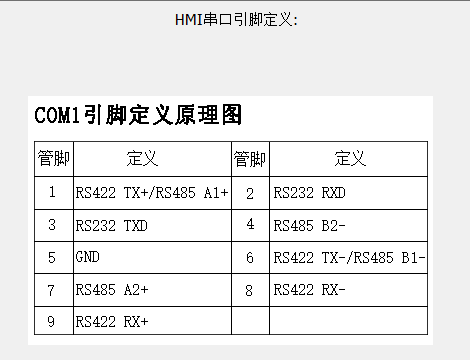 HMI串口引脚定义:
COM1引脚定义原理图
管脚 定义 管脚 定义
1 RS422 TX+/RS485 A1+ 2 RS232 RXD
3 RS232 TXD 4 RS485 B2-
5 GND 6 RS422 TX-/RS485 B1-
7 RS485 A2+ 8 RS422 RX-
9 RS422 RX+